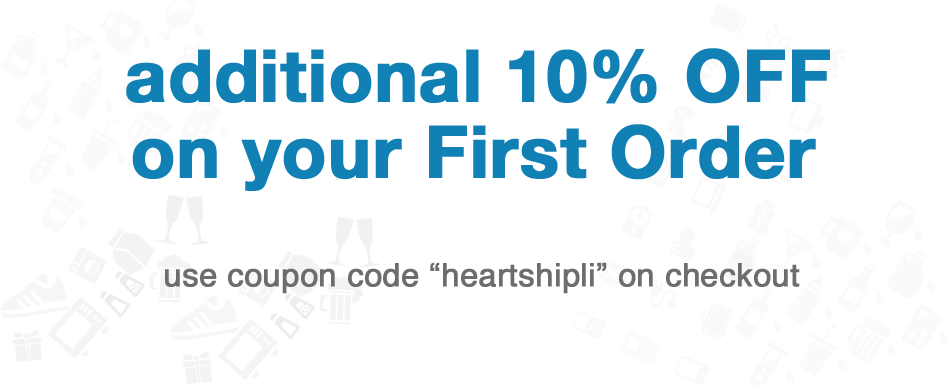 additional 10% OFF
on your First Order
use coupon code “heartshipli” on checkout